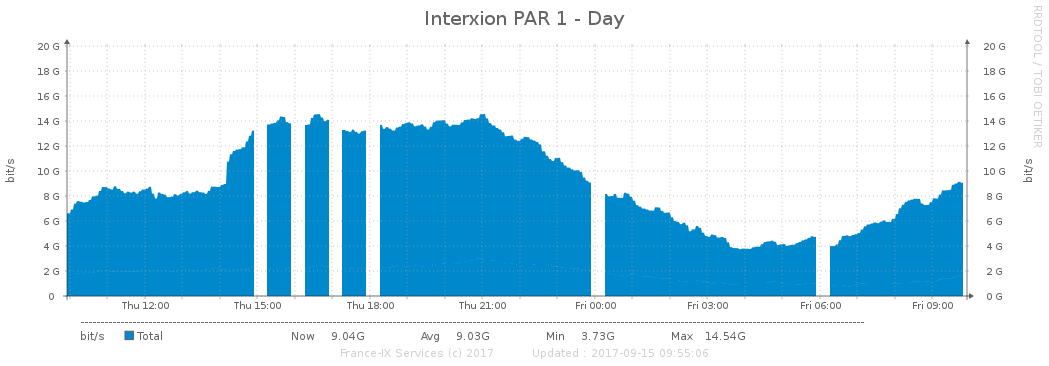 Interxion PAR 1 - Day
RRDTOOL / TOBI OETIKER
20 G 20 G
18 G 18 G
16 G 16 G
14 G 14 G
12 G 12 G
10 G 10 G
8 G 8 G
6 G 6 G
4 G 4 G
2 G 2 G
0 0 G
bit/s
bit/s
Thu 12:00 Thu 15:00 Thu 18:00 Thu 21:00 Fri 00:00 Fri 03:00 Fri 06:00 Fri 09:00
bit/s Total Now 9.04G Avg 9.03G Min 3.73G Max 14.54G
France-IX Services (c) 2017 Updated : 2017-09-15 09:55:06